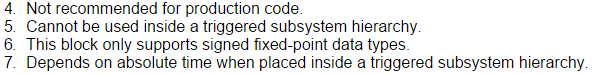 4. Not recommended for production code.
5. Cannot be used inside a triggered subsystem hierarchy.
6. This block only supports signed fixed-point data types.
7. Depends on absolute time when placed inside a triggered subsystem hierarchy.